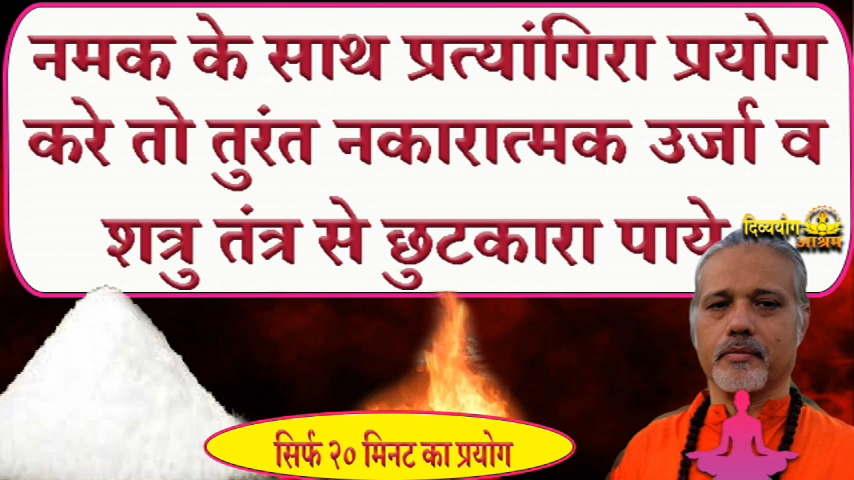 नमक के साथ प्रत्यांगिरा प्रयोग
करे तो तुरंत नकारात्मक उर्जा व
शत्रु तंत्र से छुटकारा पाये
दिव्ययोग
आश्रम
सिर्फ २० मिनट का प्रयोग